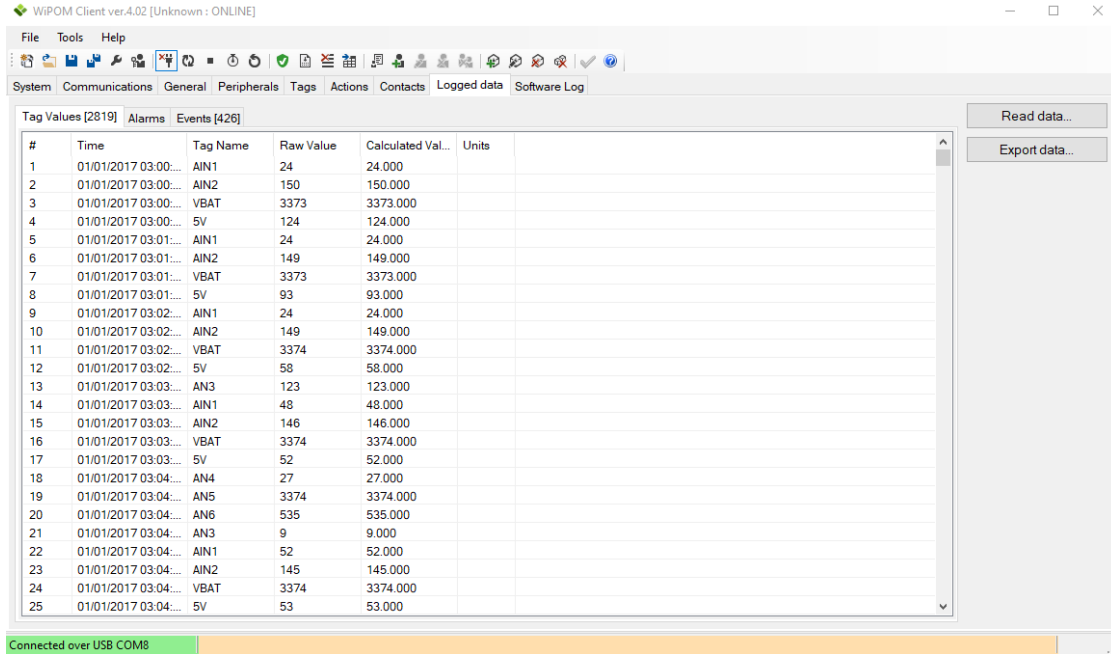 WiPOM Client ver.4.02 [Unknown : ONLINE]
File Tools Help
System Communications General Peripherals Tags Actions Contacts Logged data Software Log
Tag Values [2819] Alarms Events [426]
Read data...
Export data...
# Time Tag Name Raw Value Calculated Val... Units
1 01/01/2017 03:00:... AIN1 24 24.000
2 01/01/2017 03:00:... AIN2 150 150.000
3 01/01/2017 03:00:... VBAT 3373 3373.000
4 01/01/2017 03:00:... 5V 124 124.000
5 01/01/2017 03:01:... AIN1 24 24.000
6 01/01/2017 03:01:... AIN2 149 149.000
7 01/01/2017 03:01:... VBAT 3373 3373.000
8 01/01/2017 03:01:... 5V 93 93.000
9 01/01/2017 03:02:... AIN1 24 24.000
10 01/01/2017 03:02:... AIN2 149 149.000
11 01/01/2017 03:02:... VBAT 3374 3374.000
12 01/01/2017 03:02:... 5V 58 58.000
13 01/01/2017 03:03:... AN3 123 123.000
14 01/01/2017 03:03:... AIN1 48 48.000
15 01/01/2017 03:03:... AIN2 146 146.000
16 01/01/2017 03:03:... VBAT 3374 3374.000
17 01/01/2017 03:03:... 5V 52 52.000
18 01/01/2017 03:04:... AN4 27 27.000
19 01/01/2017 03:04:... AN5 3374 3374.000
20 01/01/2017 03:04:... AN6 535 535.000
21 01/01/2017 03:04:... AN3 9 9.000
22 01/01/2017 03:04:... AIN1 52 52.000
23 01/01/2017 03:04:... AIN2 145 145.000
24 01/01/2017 03:04:... VBAT 3374 3374.000
25 01/01/2017 03:04:... 5V 53 53.000
Connected over USB COM8